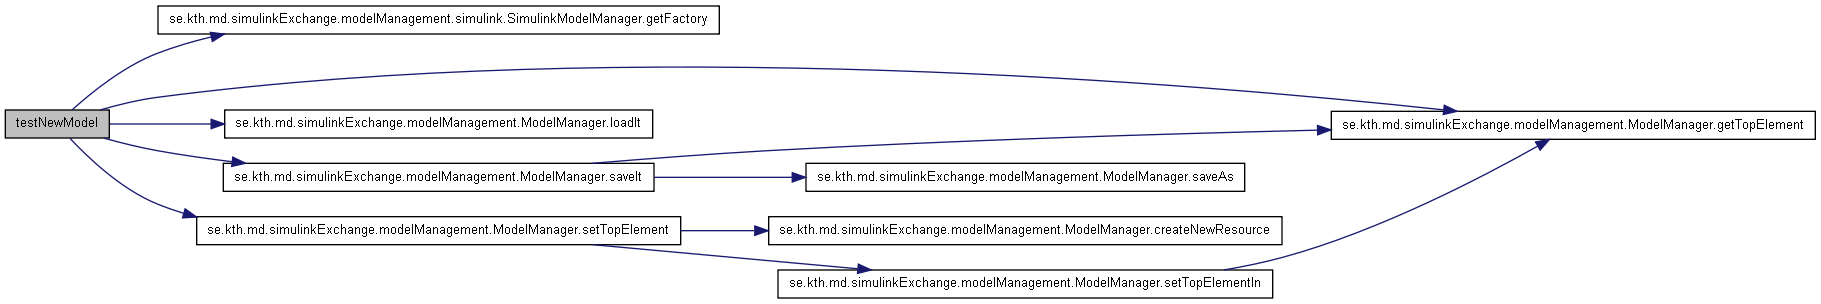 se.kth.md.simulinkExchange.modelManagement.simulink.SimulinkModelManager.getFactory
testNewModel
se.kth.md.simulinkExchange.modelManagement.ModelManager.loadIt
se.kth.md.simulinkExchange.modelManagement.ModelManager.getTopElement
se.kth.md.simulinkExchange.modelManagement.ModelManager.saveIt
se.kth.md.simulinkExchange.modelManagement.ModelManager.saveAs
se.kth.md.simulinkExchange.modelManagement.ModelManager.setTopElement
se.kth.md.simulinkExchange.modelManagement.ModelManager.createNewResource
se.kth.md.simulinkExchange.modelManagement.ModelManager.setTopElementIn